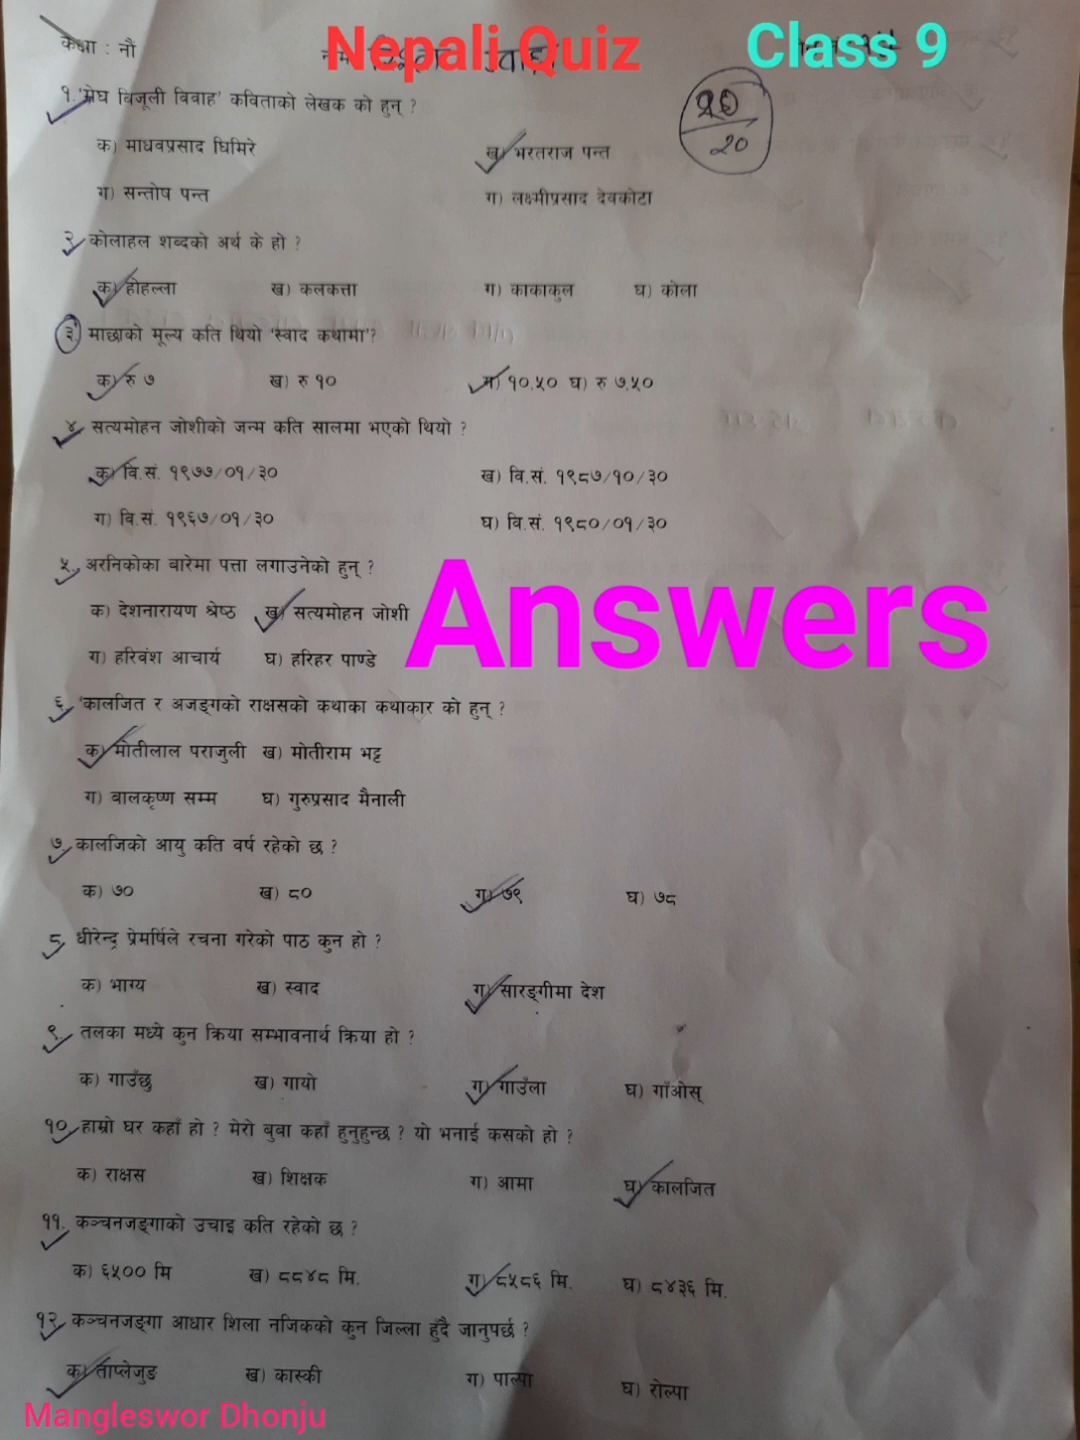 Nepali Quiz Class 9
कक्षा : नौं
२०
२०
१. 'मेघ विजूली विवाह' कविताको लेखक को हुन् ?
क) माधवप्रसाद घिमिरे ख) भरतराज पन्त
ग) सन्तोष पन्त ग) लक्ष्मीप्रसाद देवकोटा
२. कोलाहल शब्दको अर्थ के हो ?
क) होहल्ला ख) कलकत्ता ग) काकाकुल घ) कोला
३. माछाको मूल्य कति थियो 'स्वाद कथामा'?
क) रु ७ ख) रु १० ग) १०.५० घ) रु ७.५०
४. सत्यमोहन जोशीको जन्म कति सालमा भएको थियो ?
क) वि.सं. १९७७/०१/३० ख) वि.सं. १९८७/१०/३०
ग) वि.सं. १९६७/०१/३० घ) वि.सं. १९८०/०१/३०
५. अरनिकोका बारेमा पत्ता लगाउनेको हुन् ?
क) देशनारायण श्रेष्ठ ख) सत्यमोहन जोशी
ग) हरिवंश आचार्य घ) हरिहर पाण्डे
Answers
६. 'कालजित र अजङ्गको राक्षसको कथाका कथाकार को हुन् ?
क) मोतीलाल पराजुली ख) मोतीराम भट्ट
ग) बालकृष्ण सम्म घ) गुरुप्रसाद मैनाली
७. कालजिको आयु कति वर्ष रहेको छ ?
क) ७० ख) ८० ग) ७९ घ) ७८
८. धीरेन्द्र प्रेमर्षिले रचना गरेको पाठ कुन हो ?
क) भाग्य ख) स्वाद ग) सारङ्गीमा देश
९. तलका मध्ये कुन क्रिया सम्भावनार्थ क्रिया हो ?
क) गाउँछु ख) गायो ग) गाउँला घ) गाँओस्
१०. हाम्रो घर कहाँ हो ? मेरो बुबा कहाँ हुनुहुन्छ ? यो भनाई कसको हो ?
क) राक्षस ख) शिक्षक ग) आमा घ) कालजित
११. कञ्चनजङ्गाको उचाइ कति रहेको छ ?
क) ६५०० मि ख) ८८४८ मि. ग) ८५८६ मि. घ) ८४३६ मि.
१२. कञ्चनजङ्गा आधार शिला नजिकको कुन जिल्ला हुँदै जानुपर्छ ?
क) ताप्लेजुङ ख) कास्की ग) पाल्पा घ) रोल्पा
Mangleswor Dhonju